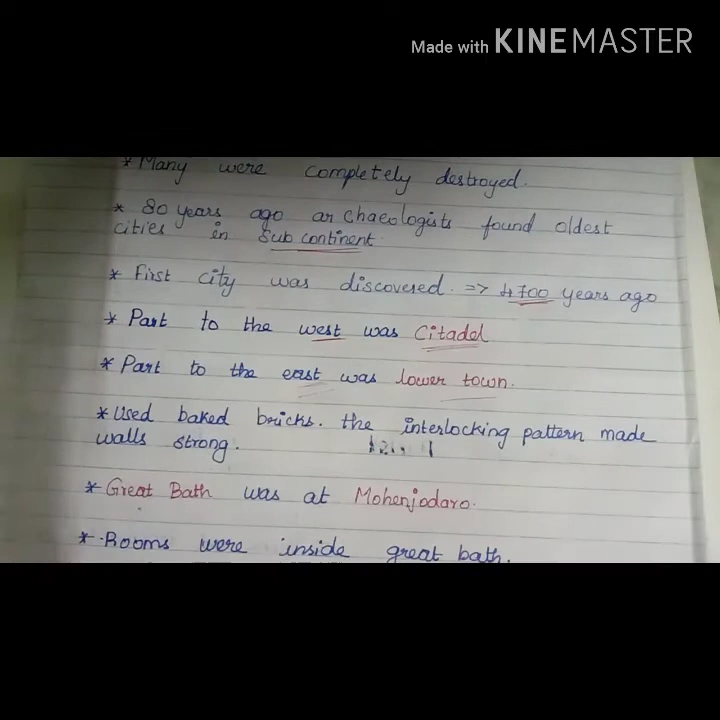 Made with KINEMASTER
* Many were completely destroyed.
* 80 years ago archaeologists found oldest
cities in Sub continent.
* First city was discovered => 4700 years ago
* Part to the west was Citadel
* Part to the east was lower town.
* Used baked bricks. the interlocking pattern made
walls strong.
* Great Bath was at Mohenjodaro.
* Rooms were inside great bath.